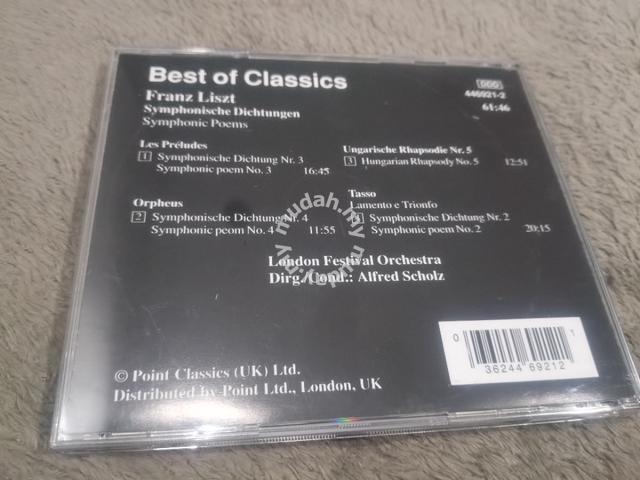 Best of Classics
DDD
Franz Liszt
446921-2
Symphonische Dichtungen
61:46
Symphonic Poems
Les Préludes
1 Symphonische Dichtung Nr. 3
Symphonic poem No. 3 16:45
Ungarische Rhapsodie Nr. 5
3 Hungarian Rhapsody No. 5 12:51
Orpheus
2 Symphonische Dichtung Nr. 4
Symphonic peom No. 4 11:55
Tasso
Lamento e Trionfo
4 Symphonische Dichtung Nr. 2
Symphonic poem No. 2 20:15
London Festival Orchestra
Dirg./Cond.: Alfred Scholz
mudah.my mudah.my
© Point Classics (UK) Ltd.
Distributed by Point Ltd., London, UK
0 36244 69212 1